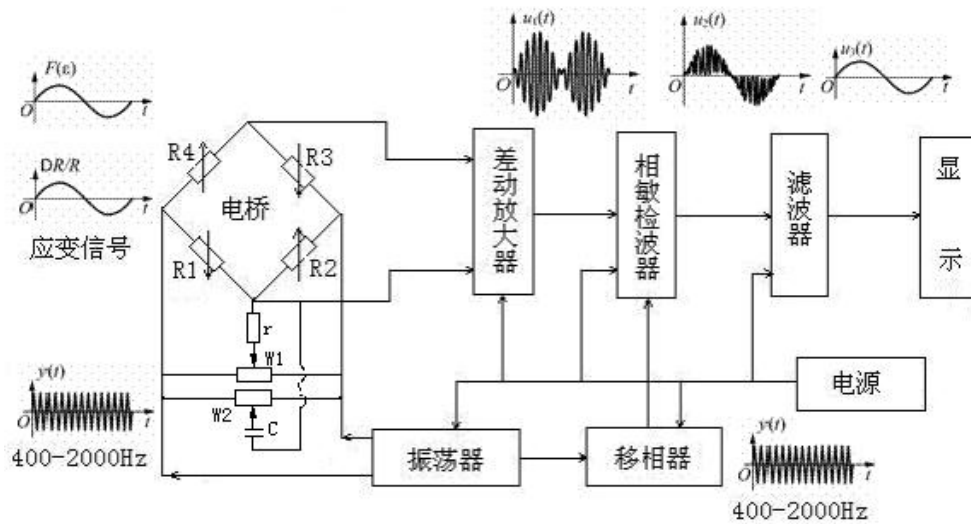 u₁(t)
O
t
u₂(t)
O
t
u₃(t)
O
t
F(ε)
O
t
DR/R
O
t
应变信号
R4
R3
电桥
R1
R2
r
W1
W2
C
差动放大器
相敏检波器
滤波器
显示
y(t)
O
t
400-2000Hz
电源
振荡器
移相器
y(t)
O
t
400-2000Hz